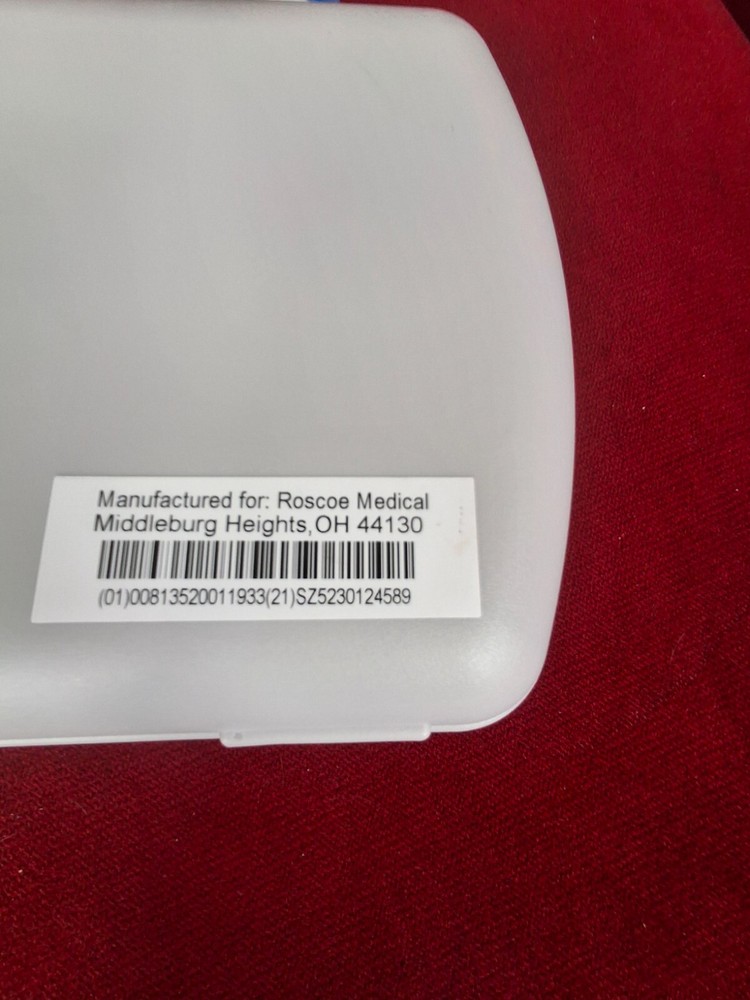 Manufactured for: Roscoe Medical
Middleburg Heights,OH 44130
(01)00813520011933(21)SZ5230124589